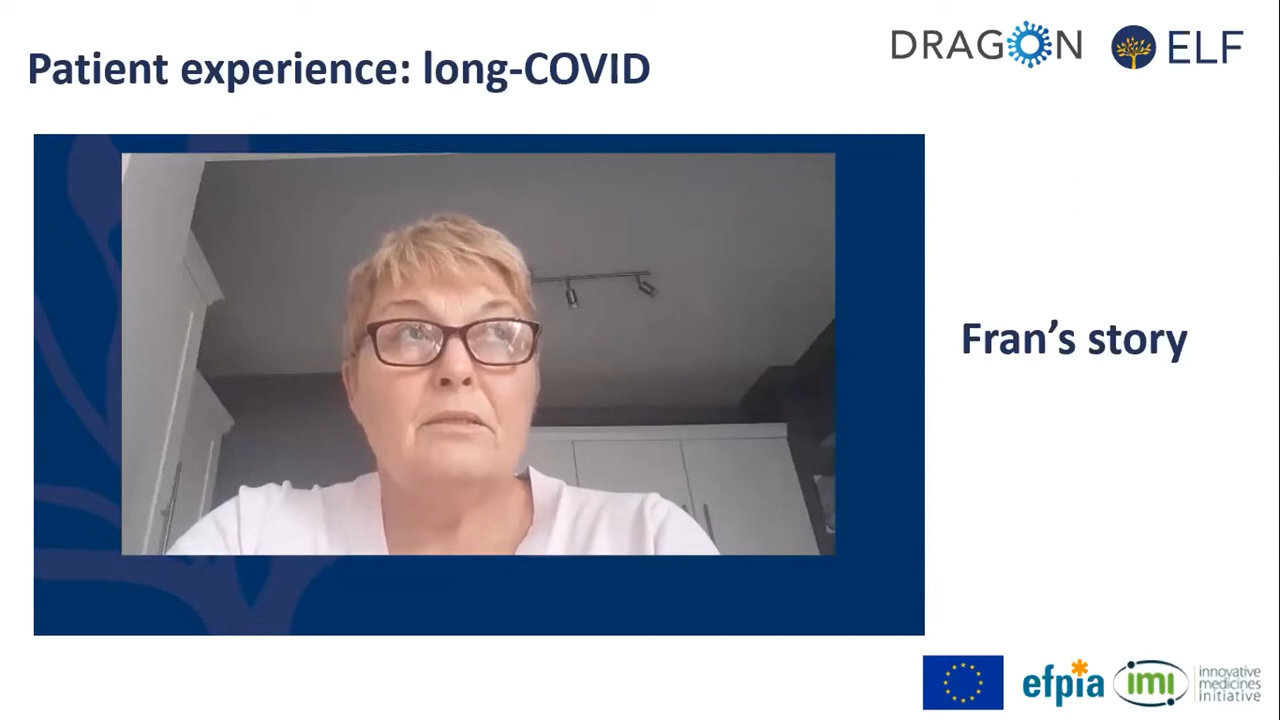 Patient experience: long-COVID
DRAGON
ELF
Fran’s story
efpia
imi
innovative
medicines
initiative